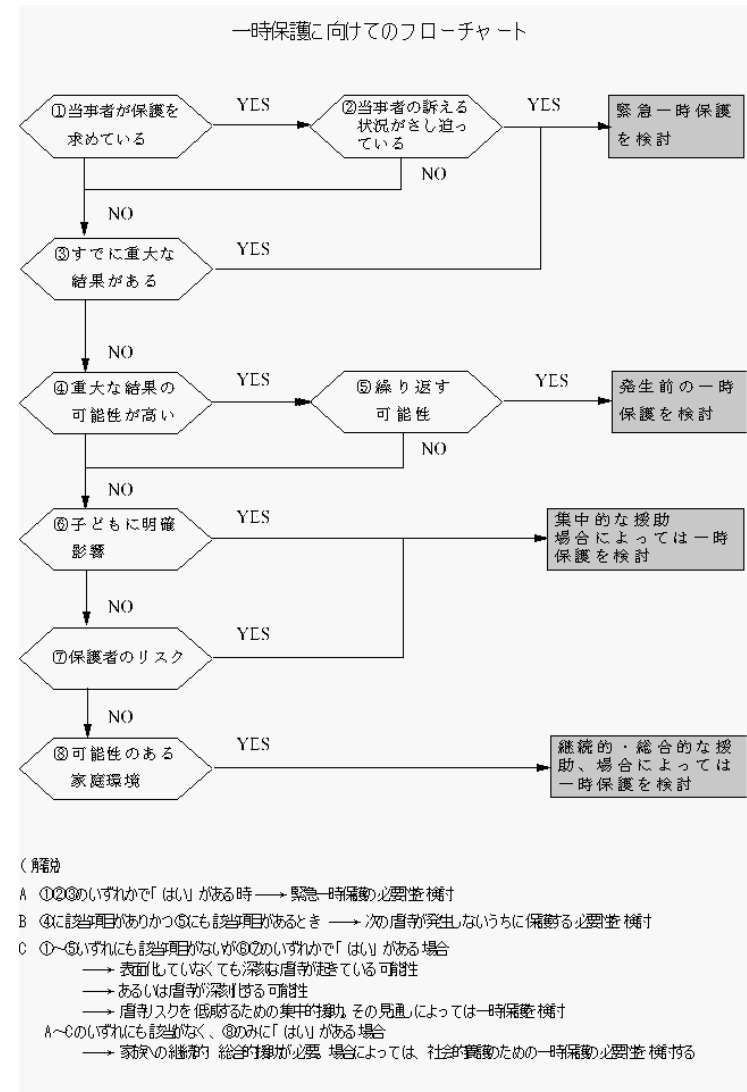 一時保護に向けてのフローチャート
①当事者が保護を
求めている
YES
②当事者の訴える
状況がさし迫っ
ている
YES
緊急一時保護
を検討
NO
NO
③すでに重大な
結果がある
YES
NO
④重大な結果の
可能性が高い
YES
⑤繰り返す
可能性
YES
発生前の一時
保護を検討
NO
NO
⑥子どもに明確
影響
YES
集中的な援助
場合によっては一時
保護を検討
NO
⑦保護者のリスク
YES
NO
⑧可能性のある
家庭環境
YES
継続的・総合的な援
助、場合によっては
一時保護を検討
(解説)
A ①②③のいずれかで「はい」がある時 → 緊急一時保護の必要性を検討
B ④に該当項目がありかつ⑤にも該当項目があるとき → 次の虐待が発生しないうちに保護する必要性を検討
C ①~⑤いずれにも該当項目がないが⑥⑦のいずれかで「はい」がある場合
→ 表面化していなくても深刻な虐待が起きている可能性
→ あるいは虐待が深刻化する可能性
→ 虐待リスクを低減するための集中的援助。その見通しによっては一時保護を検討
A~Cのいずれにも該当がなく、⑧のみに「はい」がある場合
→ 家族への継続的・総合的援助が必要。場合によっては、社会的養護のための一時保護の必要性を検討する